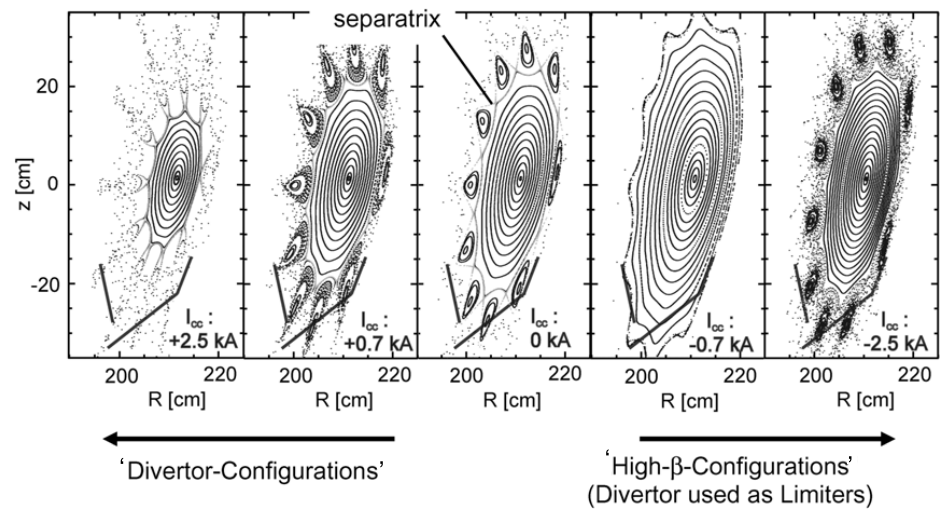 separatrix
z [cm]
20
0
-20
I_cc :
+2.5 kA
I_cc :
+0.7 kA
I_cc :
0 kA
I_cc :
-0.7 kA
I_cc :
-2.5 kA
200 220
200 220
200 220
200 220
200 220
R [cm]
R [cm]
R [cm]
R [cm]
R [cm]
'Divertor-Configurations'
'High-β-Configurations'
(Divertor used as Limiters)